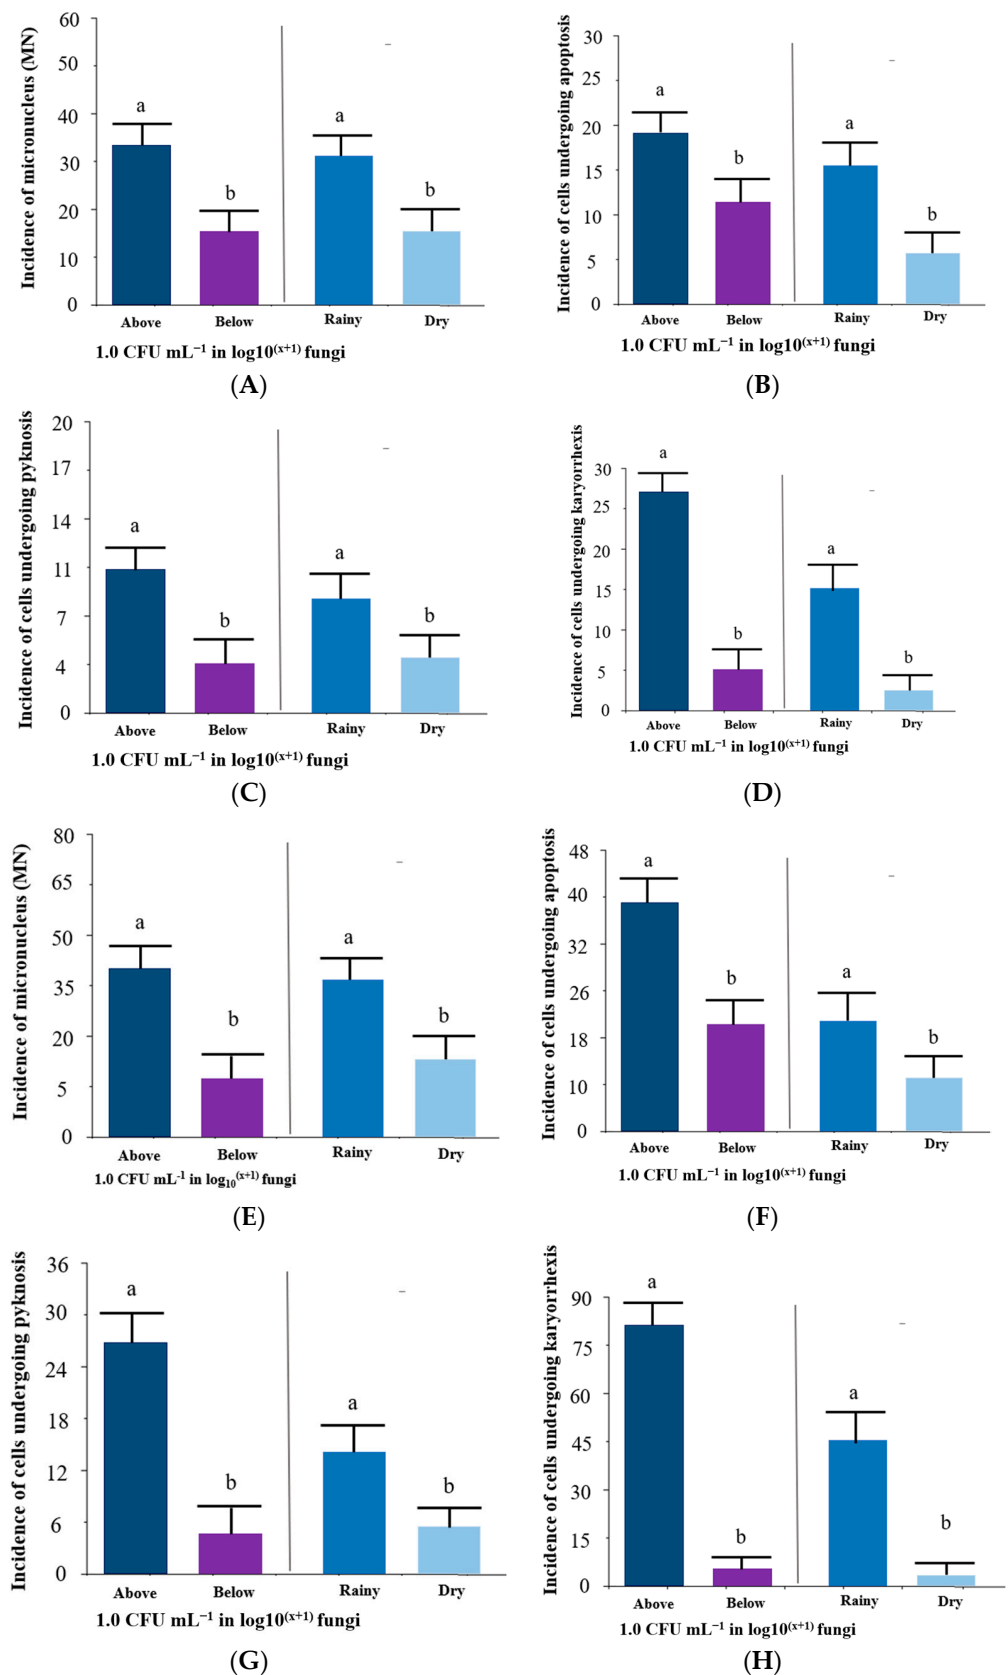 Incidence of micronucleus (MN)
60
50
40
30
20
10
0
a
b
a
b
Above Below Rainy Dry
1.0 CFU mL−1 in log10(x+1) fungi
(A)
Incidence of cells undergoing apoptosis
30
25
20
15
10
5
0
a
b
a
b
Above Below Rainy Dry
1.0 CFU mL−1 in log10(x+1) fungi
(B)
Incidence of cells undergoing pyknosis
20
17
14
11
7
4
0
a
b
a
b
Above Below Rainy Dry
1.0 CFU mL−1 in log10(x+1) fungi
(C)
Incidence of cells undergoing karyorrhexis
30
25
20
15
10
5
0
a
b
a
b
Above Below Rainy Dry
1.0 CFU mL−1 in log10(x+1) fungi
(D)
Incidence of micronucleus (MN)
80
65
50
35
20
5
0
a
b
a
b
Above Below Rainy Dry
1.0 CFU mL-1 in log10(x+1) fungi
(E)
Incidence of cells undergoing apoptosis
48
40
32
26
18
10
0
a
b
a
b
Above Below Rainy Dry
1.0 CFU mL−1 in log10(x+1) fungi
(F)
Incidence of cells undergoing pyknosis
36
30
24
18
12
6
0
a
b
a
b
Above Below Rainy Dry
1.0 CFU mL−1 in log10(x+1) fungi
(G)
Incidence of cells undergoing karyorrhexis
90
75
60
45
30
15
0
a
b
a
b
Above Below Rainy Dry
1.0 CFU mL−1 in log10(x+1) fungi
(H)